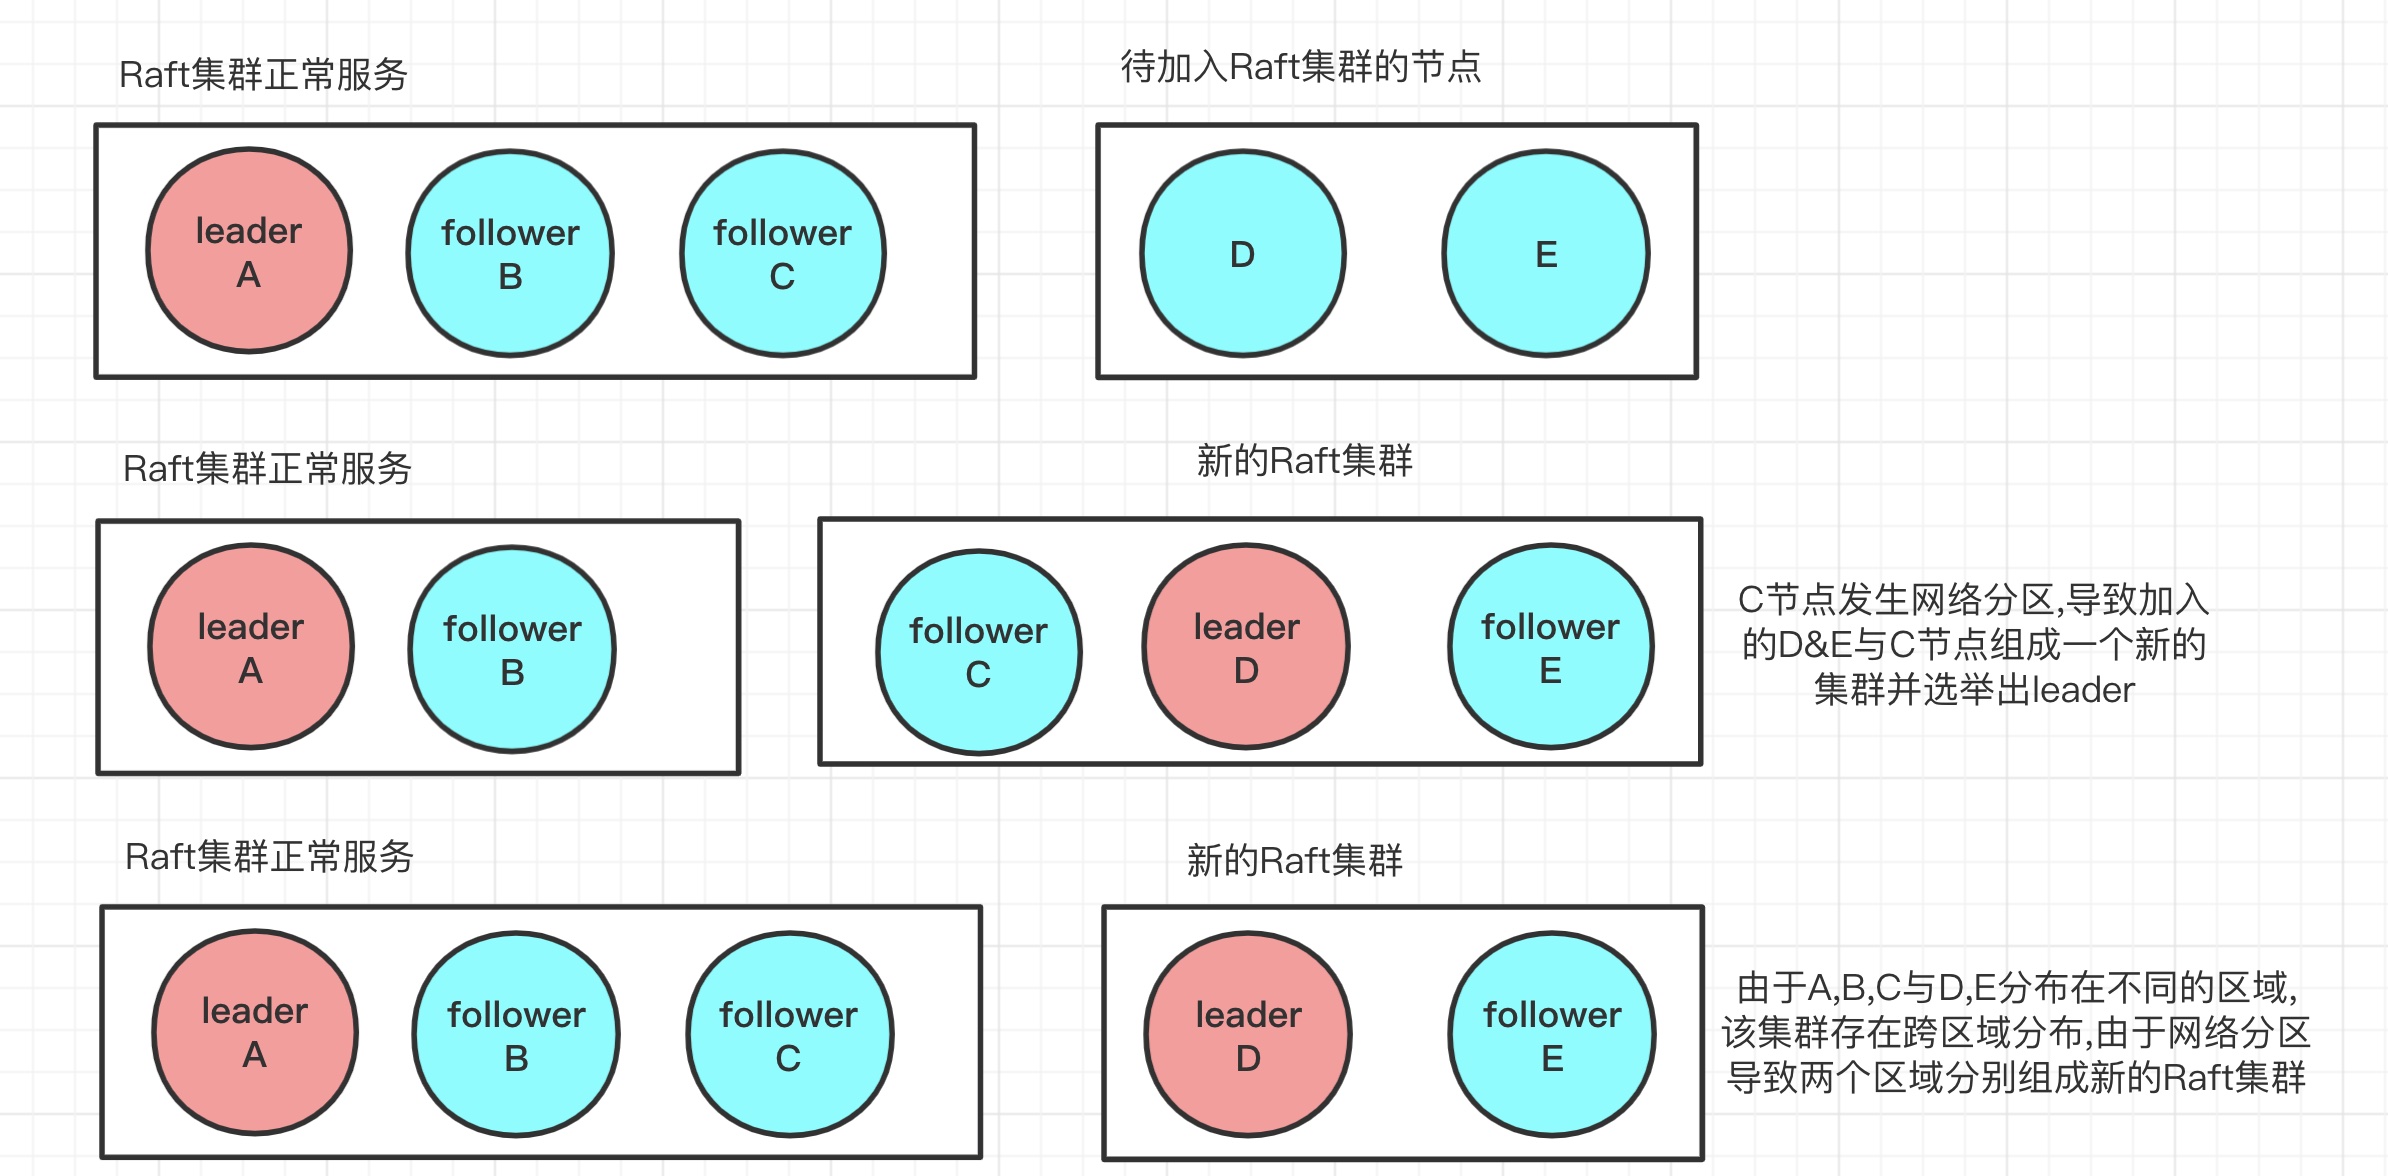 Raft集群正常服务
待加入Raft集群的节点
leader
A
follower
B
follower
C
D
E
Raft集群正常服务
新的Raft集群
leader
A
follower
B
follower
C
leader
D
follower
E
C节点发生网络分区,导致加入
的D&E与C节点组成一个新的
集群并选举出leader
Raft集群正常服务
新的Raft集群
leader
A
follower
B
follower
C
leader
D
follower
E
由于A,B,C与D,E分布在不同的区域,
该集群存在跨区域分布,由于网络分区
导致两个区域分别组成新的Raft集群